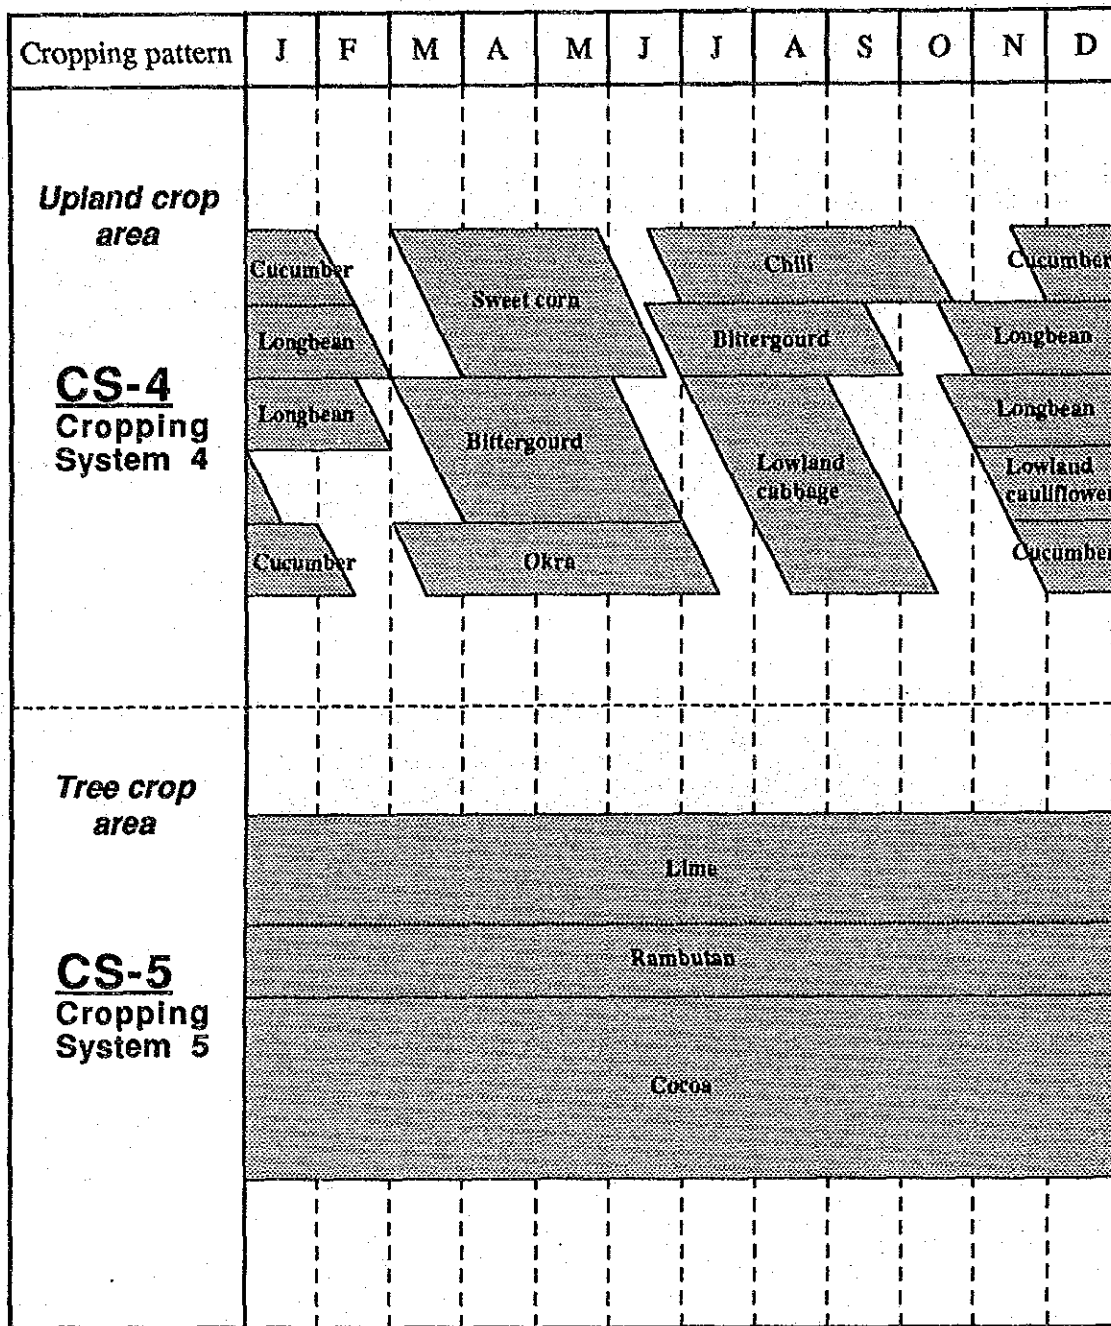 Cropping pattern J F M A M J J A S O N D
Upland crop
area
Cucumber Chili Cucumber
Sweet corn
Longbean Bittergourd Longbean
CS-4
Cropping
System 4
Longbean Bittergourd Longbean
Lowland
cabbage
Lowland
cauliflower
Cucumber Okra Cucumber
Tree crop
area
Lime
Rambutan
CS-5
Cropping
System 5
Cocoa